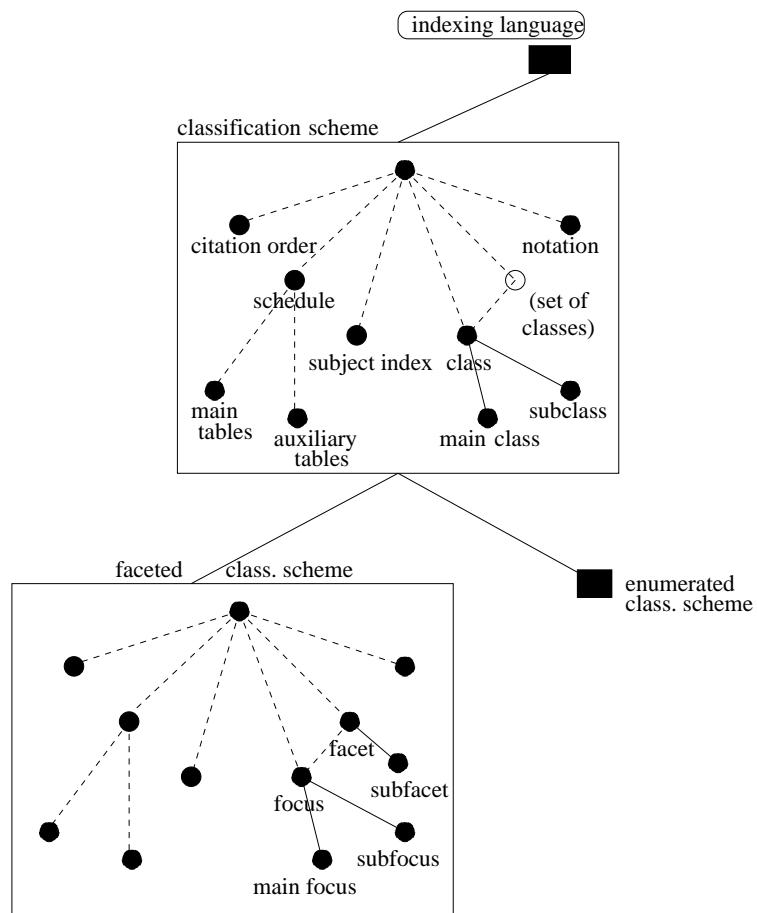 indexing language
classification scheme
citation order
notation
schedule
(set of
classes)
subject index
class
main
tables
auxiliary
tables
main class
subclass
faceted class. scheme
enumerated
class. scheme
facet
subfacet
focus
subfocus
main focus